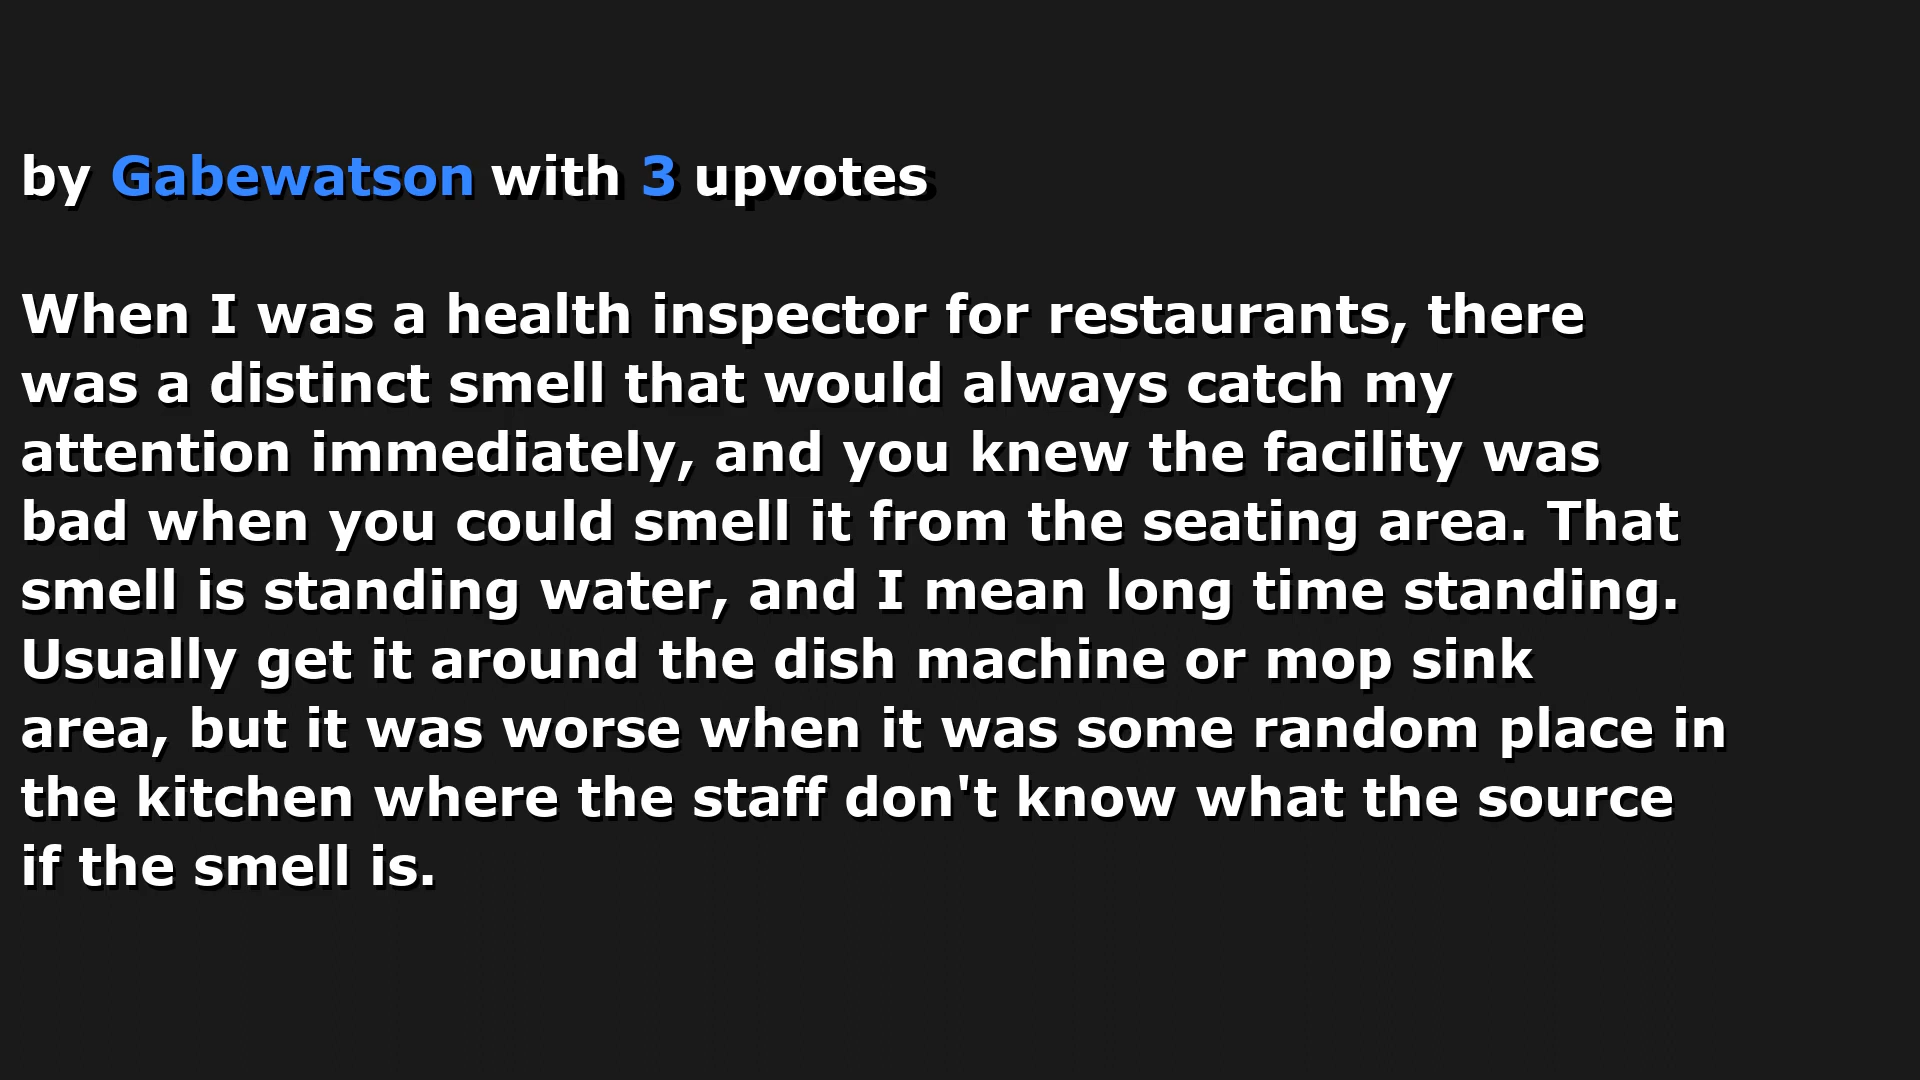 by Gabewatson with 3 upvotes
When I was a health inspector for restaurants, there
was a distinct smell that would always catch my
attention immediately, and you knew the facility was
bad when you could smell it from the seating area. That
smell is standing water, and I mean long time standing.
Usually get it around the dish machine or mop sink
area, but it was worse when it was some random place in
the kitchen where the staff don't know what the source
if the smell is.